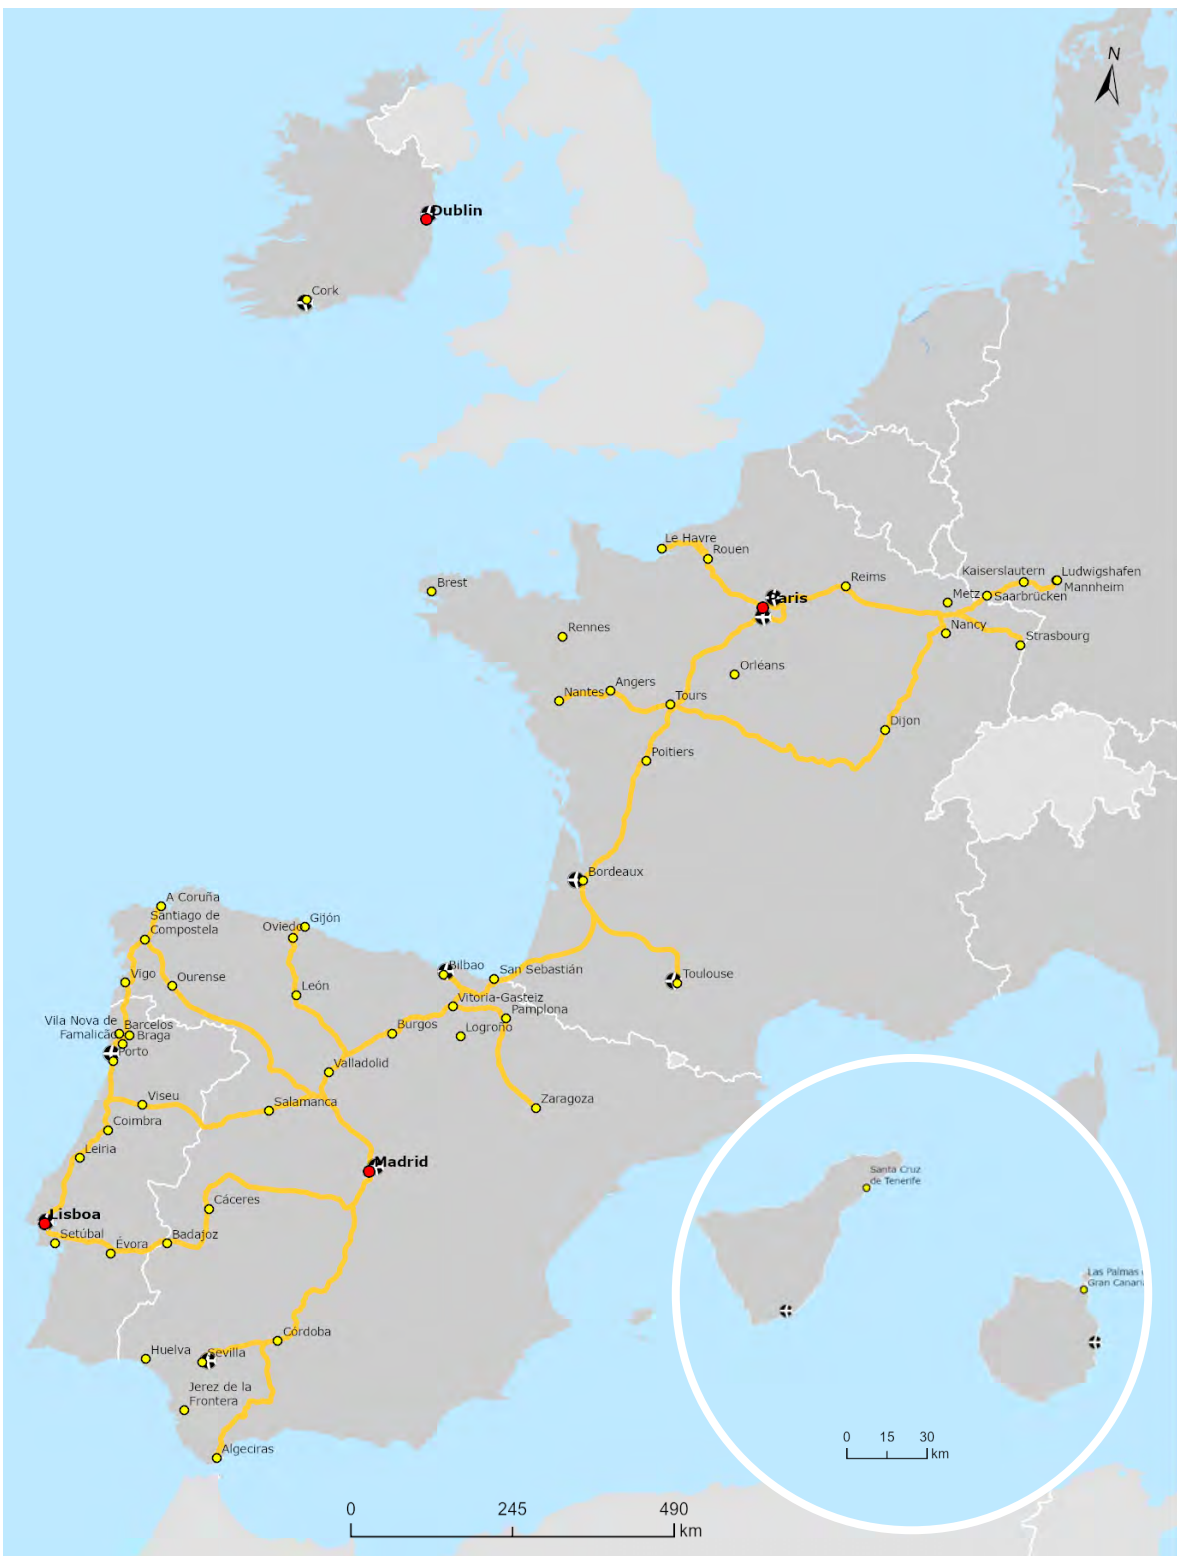 N
Dublin
Cork
Le Havre
Rouen
Brest
Reims
Kaiserslautern
Ludwigshafen
Mannheim
Metz
Saarbrücken
Rennes
Nancy
Strasbourg
Orléans
Angers
Nantes
Tours
Dijon
Poitiers
Bordeaux
A Coruña
Santiago de
Compostela
Gijón
Oviedo
Bilbao
San Sebastián
Toulouse
Vigo
Ourense
León
Vitoria-Gasteiz
Pamplona
Vila Nova de
Famalicão
Barcelos
Braga
Burgos
Logroño
Porto
Valladolid
Viseu
Salamanca
Zaragoza
Coimbra
Leiria
Madrid
Santa Cruz
de Tenerife
Lisboa
Cáceres
Setúbal
Évora
Badajoz
Las Palmas
Gran
Córdoba
Huelva
Sevilla
Jerez de la
Frontera
Algeciras
0 15 30
km
0 245 490
km